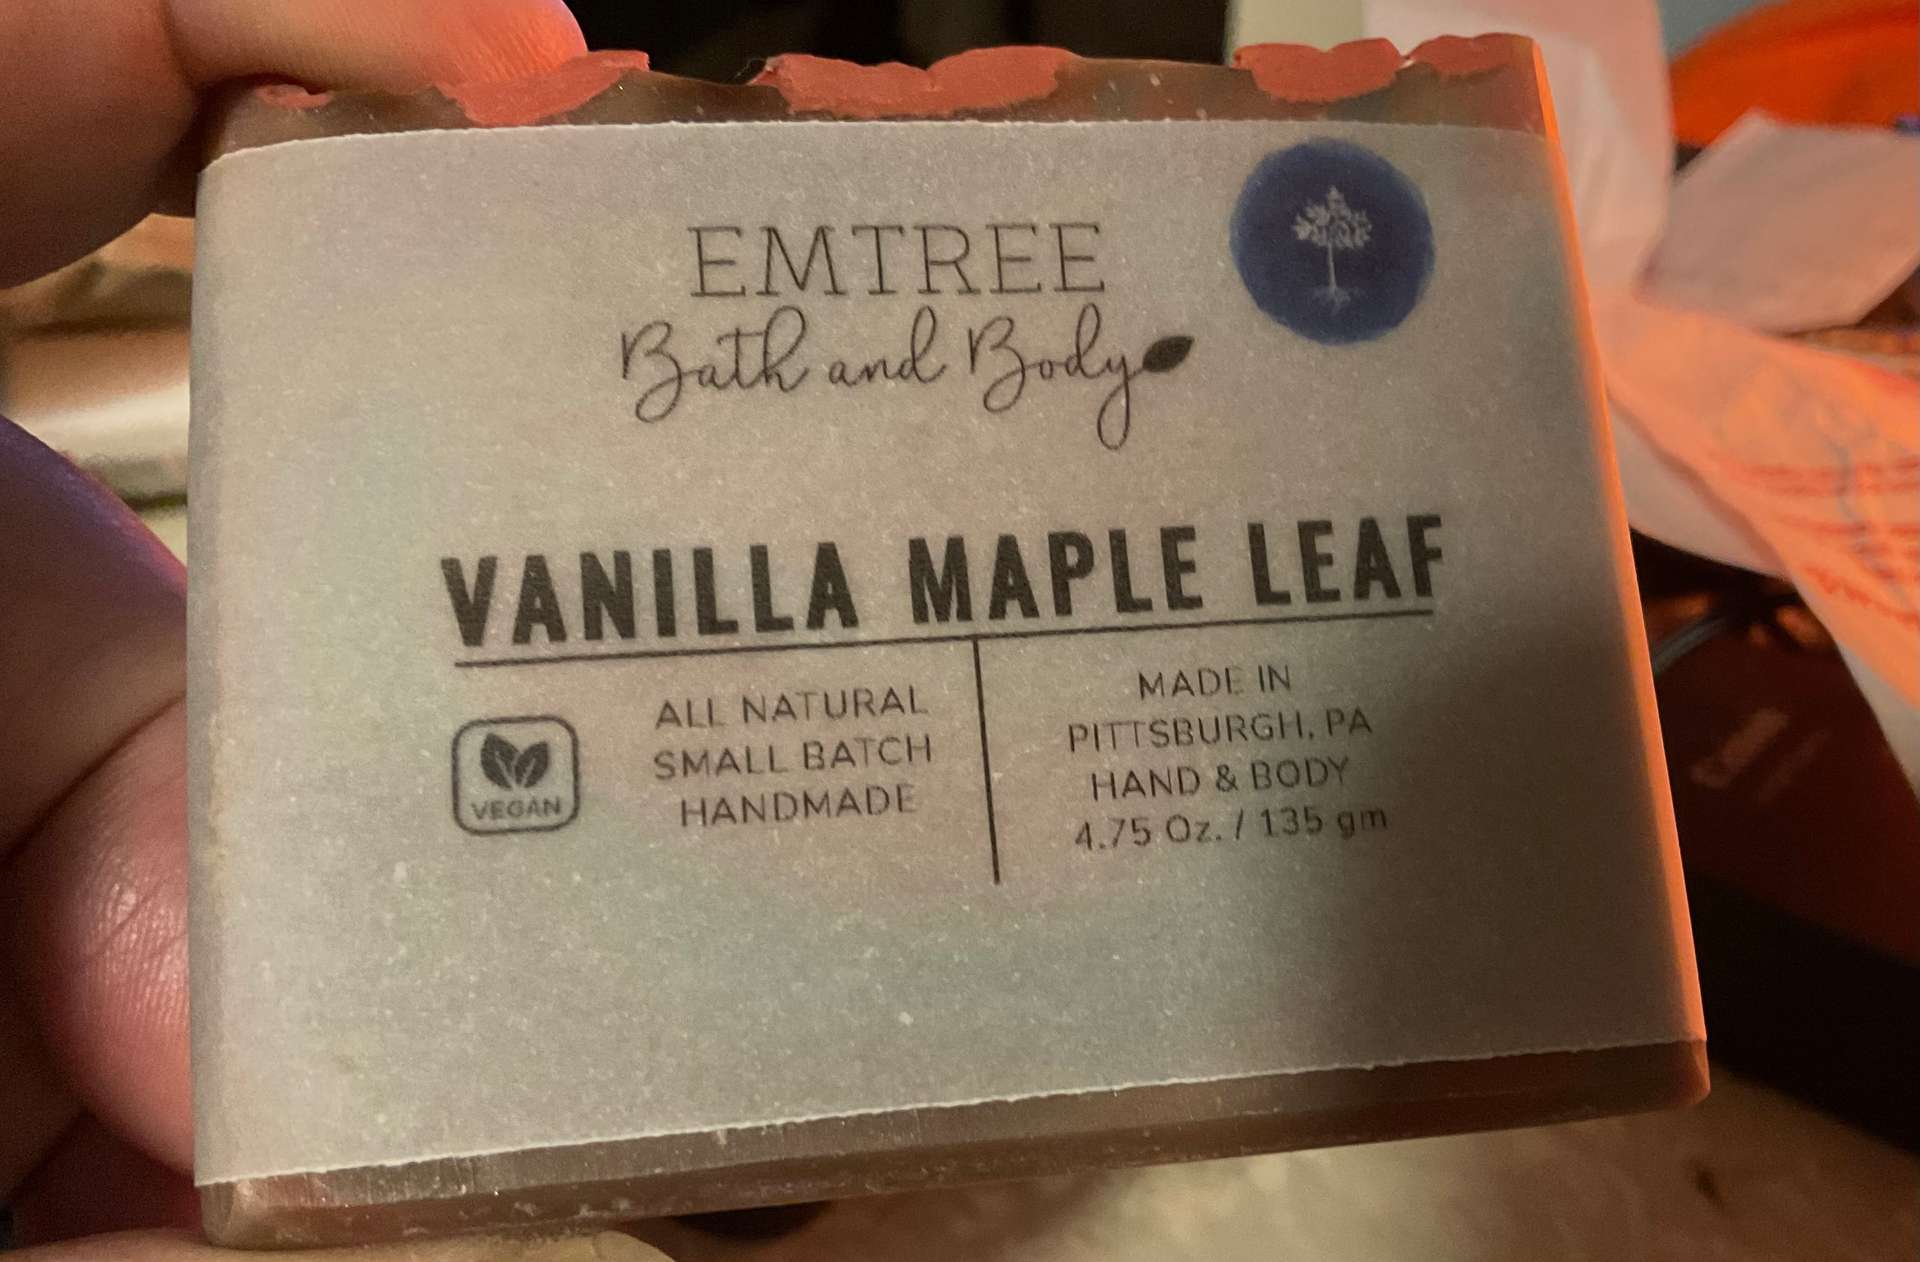 EMTREE
Bath and Body
VANILLA MAPLE LEAF
VEGAN
ALL NATURAL
SMALL BATCH
HANDMADE
MADE IN
PITTSBURGH, PA
HAND & BODY
4.75 Oz. / 135 gm